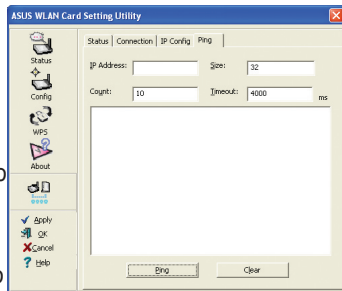 ASUS WLAN Card Setting Utility
Status
Config
WPS
About
Apply
OK
Cancel
Help
Status Connection IP Config Ping
IP Address:
Size: 32
Count: 10
Timeout: 4000 ms
Ping Clear